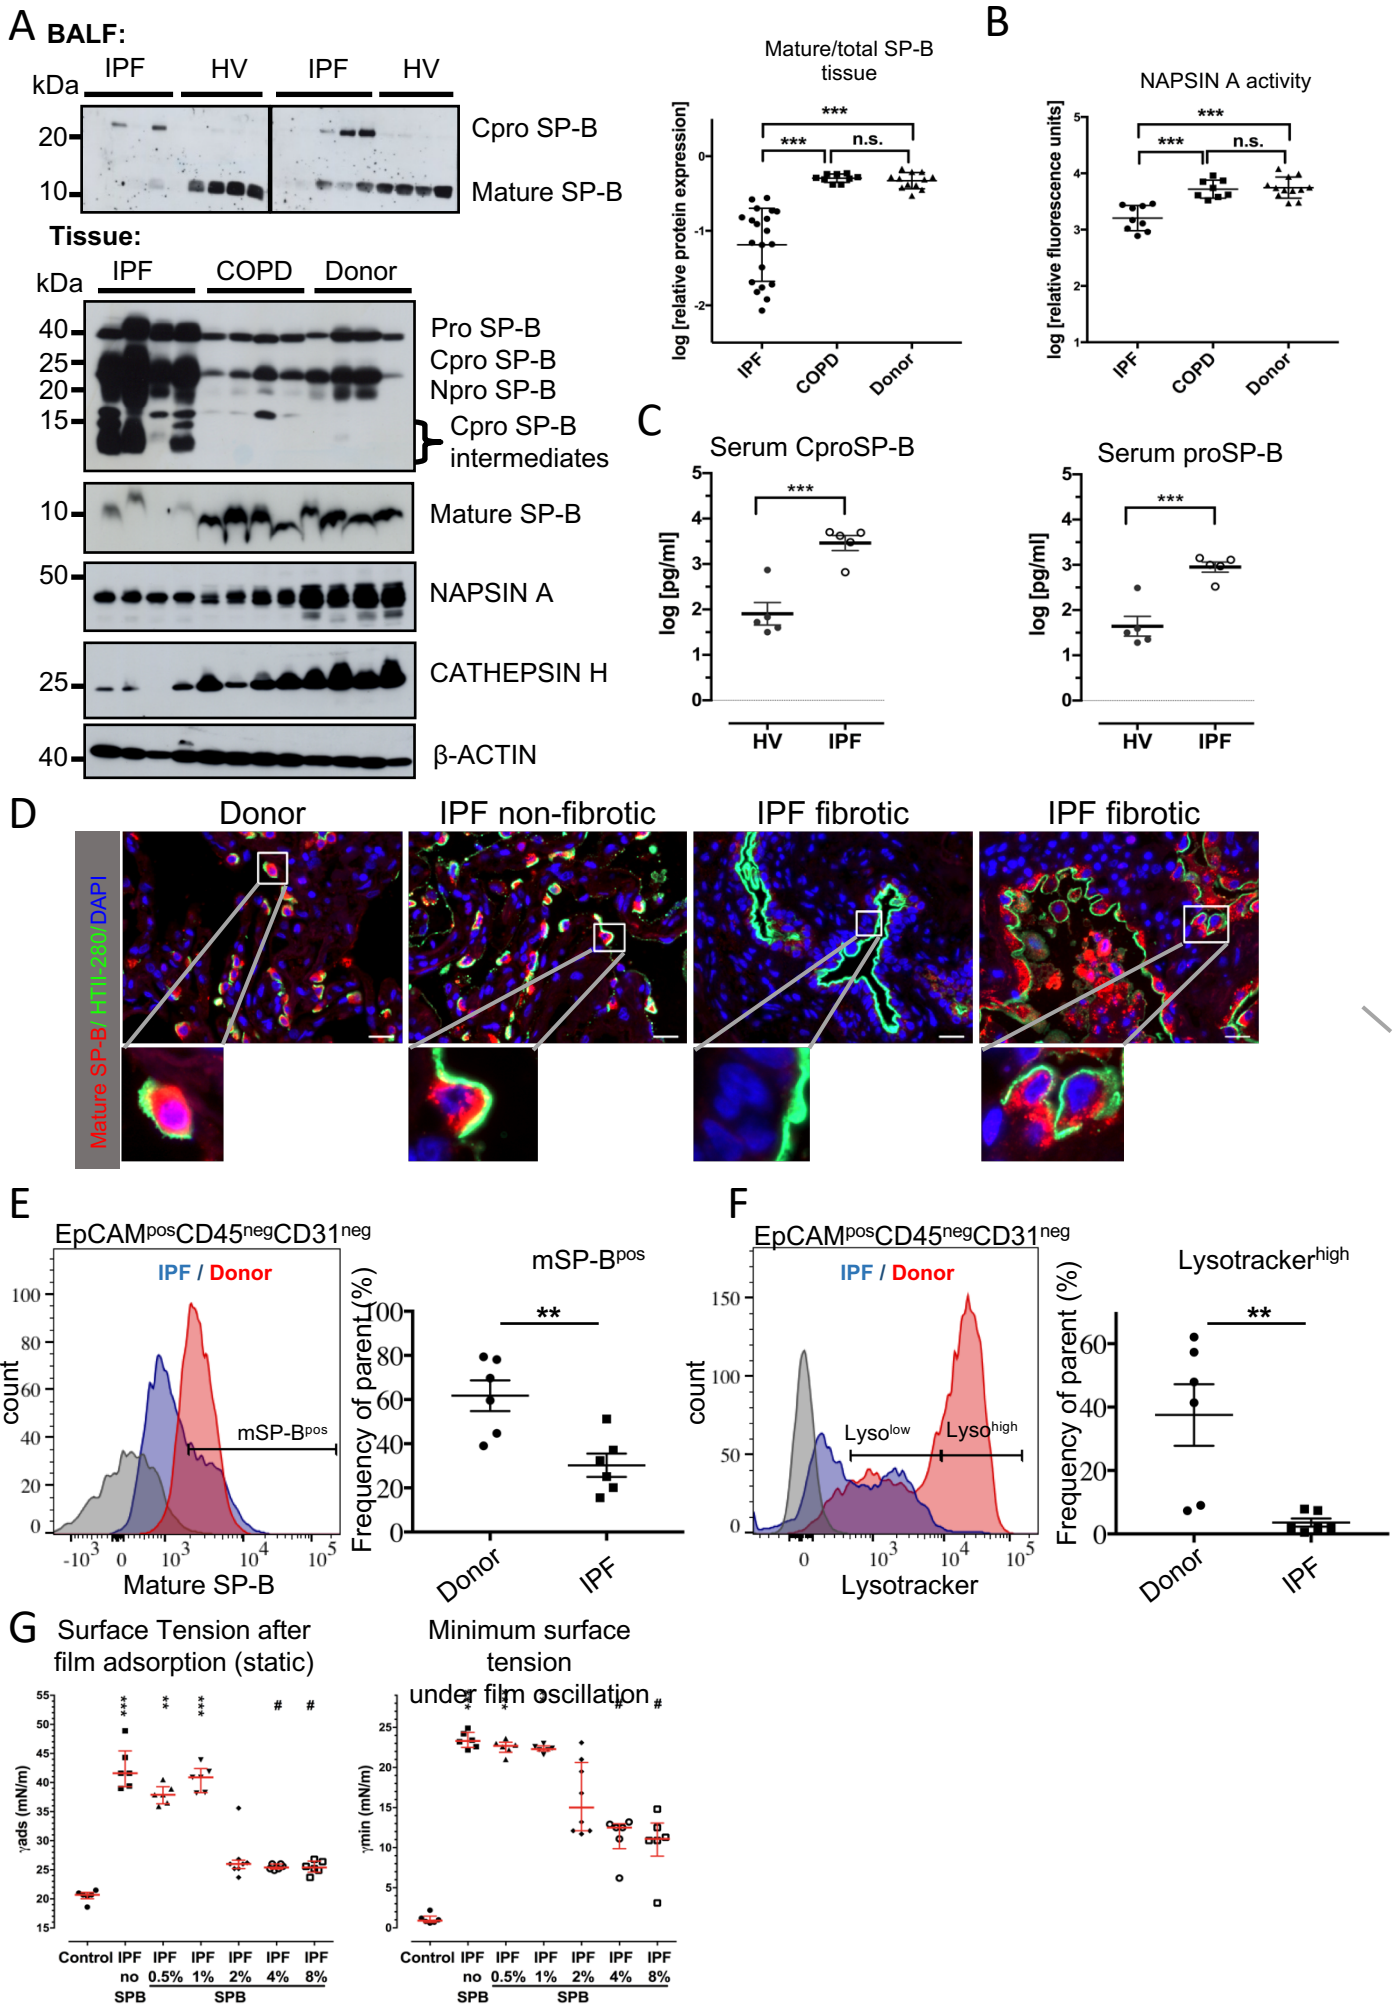 A
BALF:
IPF HV IPF HV
kDa
20
10
Cpro SP-B
Mature SP-B
Tissue:
IPF COPD Donor
kDa
40
25
20
15
Pro SP-B
Cpro SP-B
Npro SP-B
Cpro SP-B
intermediates
10
Mature SP-B
50
NAPSIN A
25
CATHEPSIN H
40
β-ACTIN
Mature/total SP-B
tissue
log [relative protein expression]
0
-1
-2
***
*** n.s.
IPF COPD Donor
B
NAPSIN A activity
log [relative fluorescence units]
5
4
3
2
1
***
*** n.s.
IPF COPD Donor
C
Serum CproSP-B
log [pg/ml]
5
4
3
2
1
0
***
HV IPF
Serum proSP-B
log [pg/ml]
5
4
3
2
1
0
***
HV IPF
D
Donor IPF non-fibrotic IPF fibrotic IPF fibrotic
Mature SP-B/ HTII-280/DAPI
E
EpCAMposCD45negCD31neg
IPF / Donor
count
100
80
60
40
20
0
mSP-Bpos
-10³ 0 10³ 10⁴ 10⁵
Mature SP-B
mSP-Bpos
Frequency of parent (%)
100
80
60
40
20
0
**
Donor IPF
F
EpCAMposCD45negCD31neg
IPF / Donor
count
150
100
50
0
Lysolow Lysohigh
0 10³ 10⁴ 10⁵
Lysotracker
Lysotrackerhigh
Frequency of parent (%)
60
40
20
0
**
Donor IPF
G
Surface Tension after
film adsorption (static)
γads (mN/m)
55
50
45
40
35
30
25
20
15
*** ** *** # #
Control IPF IPF IPF IPF IPF IPF
no 0.5% 1% 2% 4% 8%
SPB SPB
Minimum surface
tension
under film oscillation
γmin (mN/m)
25
20
15
10
5
0
# #
Control IPF IPF IPF IPF IPF IPF
no 0.5% 1% 2% 4% 8%
SPB SPB